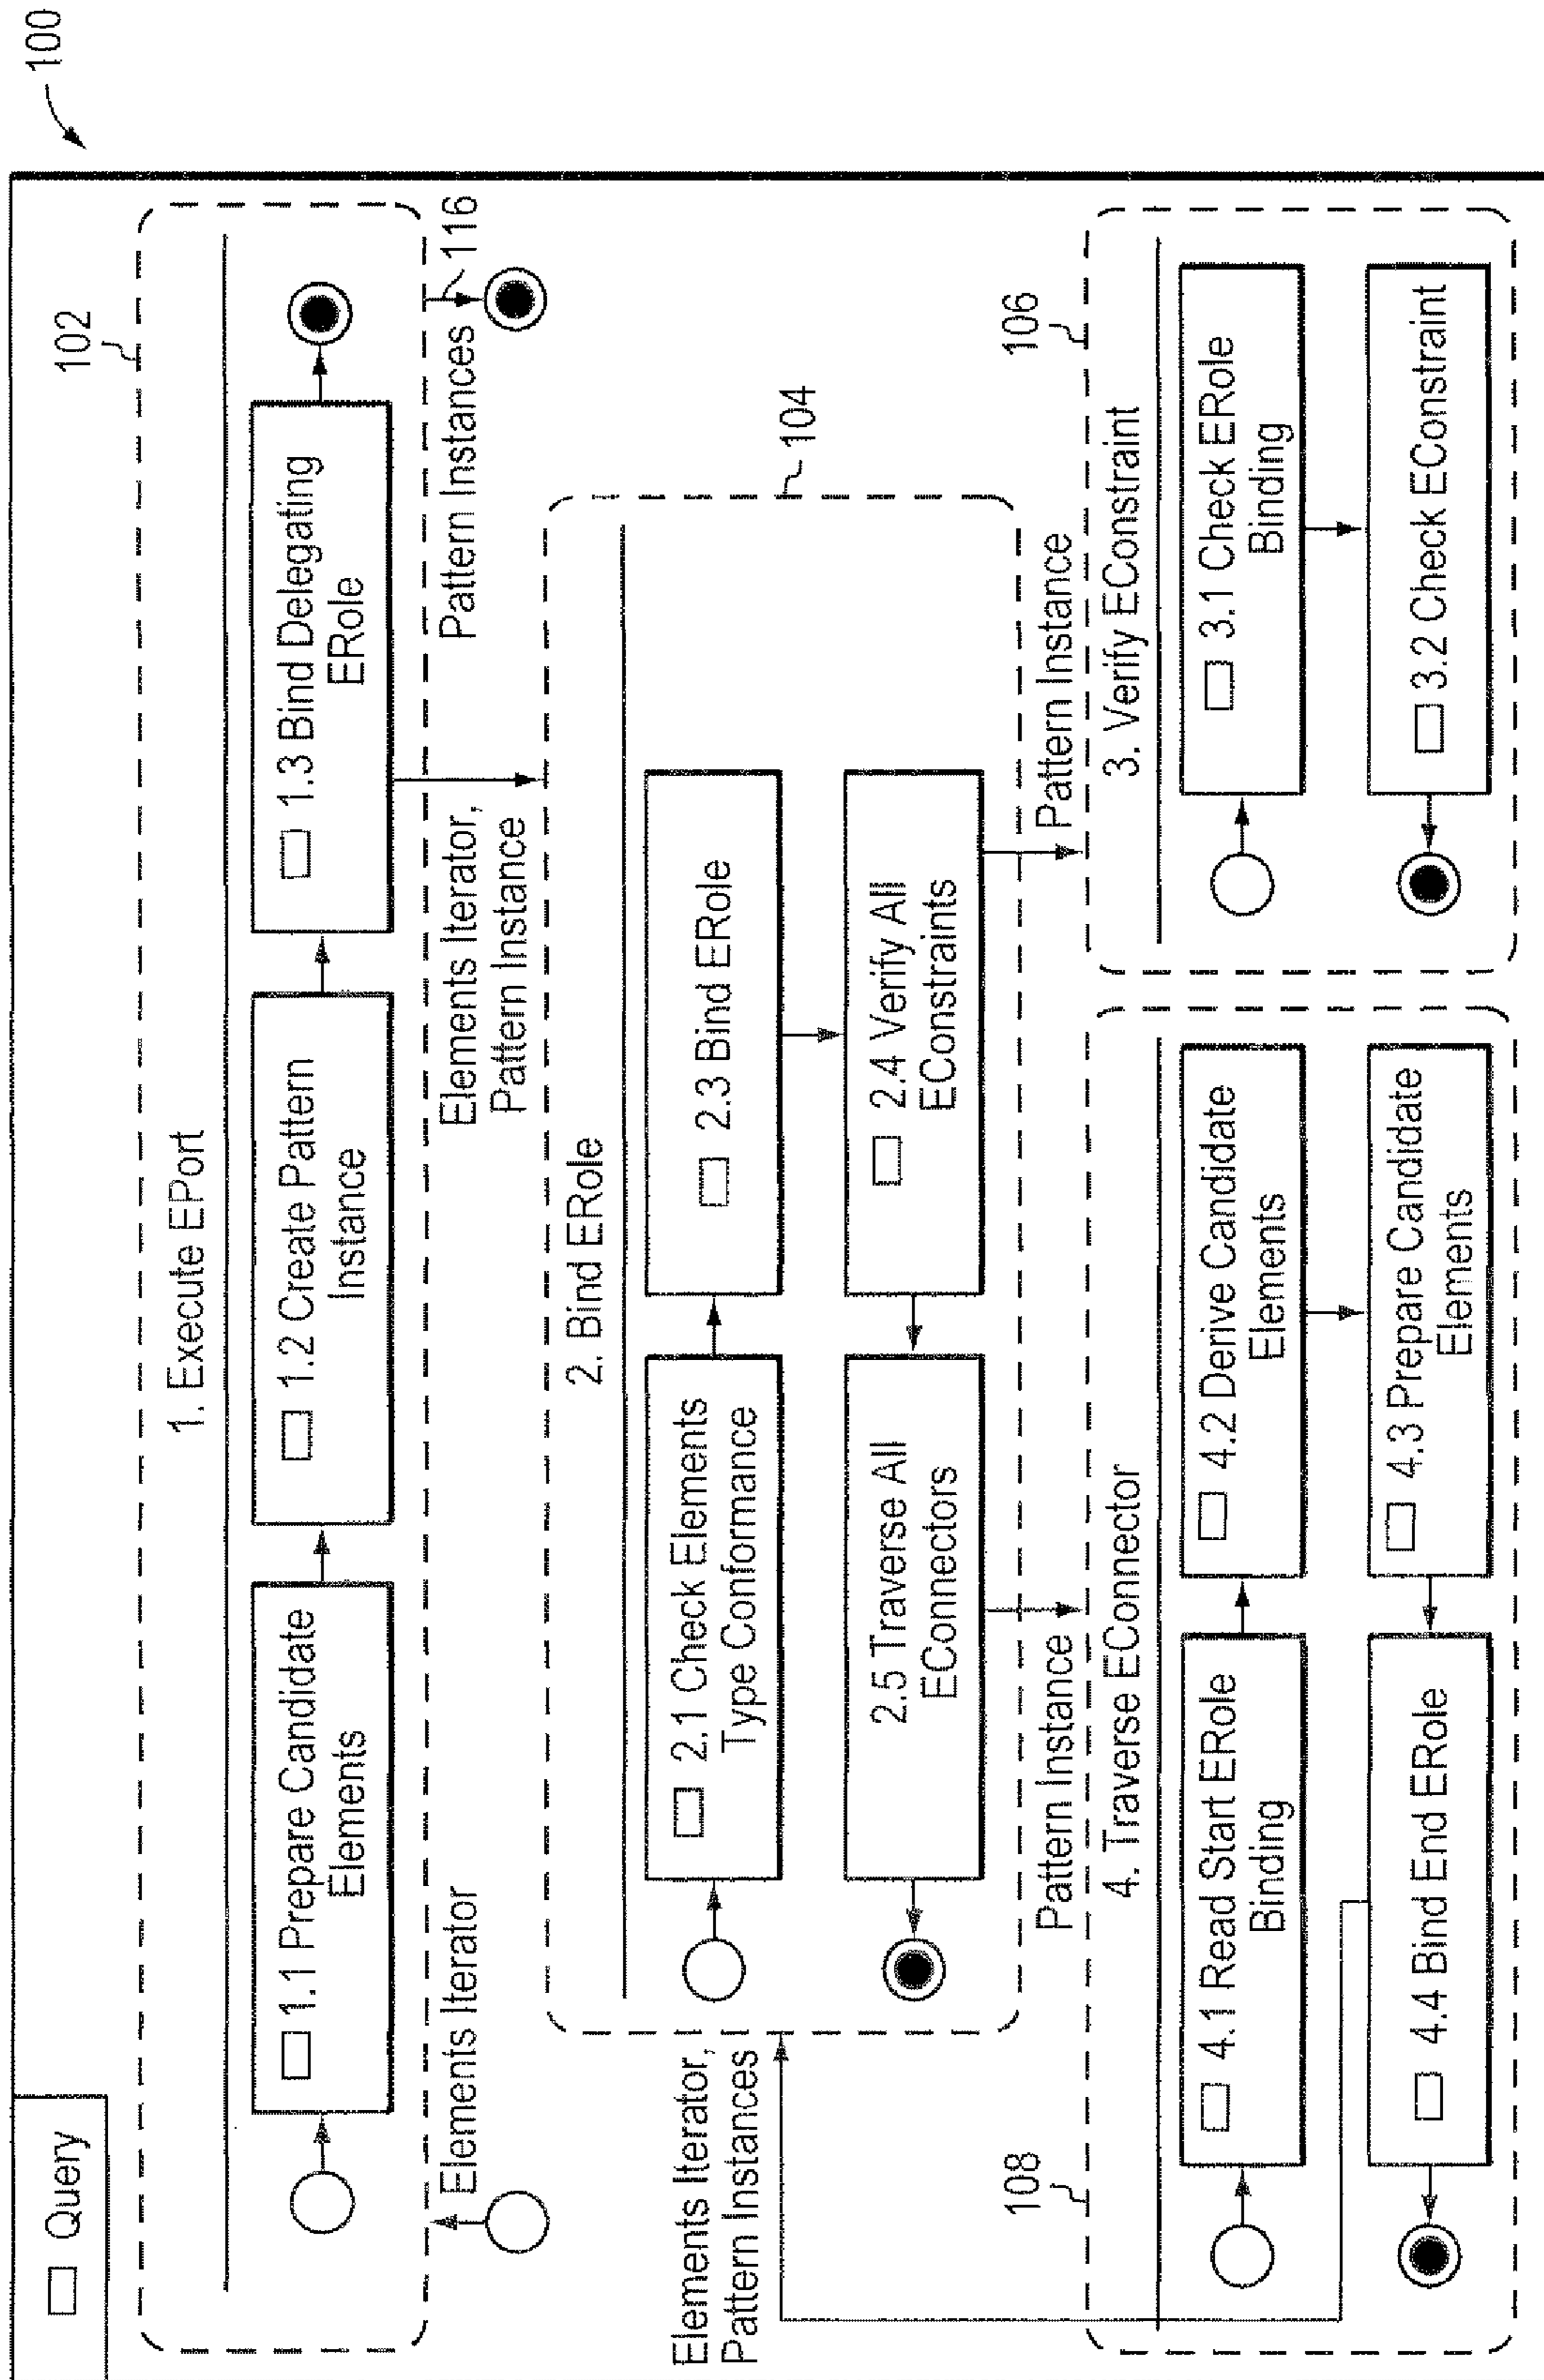 100
Query
102
1. Execute EPort
1.1 Prepare Candidate
Elements
1.2 Create Pattern
Instance
1.3 Bind Delegating
ERole
Elements Iterator
Elements Iterator,
Pattern Instance
Pattern Instances
116
104
2. Bind ERole
2.1 Check Elements
Type Conformance
2.3 Bind ERole
2.5 Traverse All
EConnectors
2.4 Verify All
EConstraints
Elements Iterator,
Pattern Instances
Pattern Instance
Pattern Instance
108
4. Traverse EConnector
4.1 Read Start ERole
Binding
4.2 Derive Candidate
Elements
4.4 Bind End ERole
4.3 Prepare Candidate
Elements
106
3. Verify EConstraint
3.1 Check ERole
Binding
3.2 Check EConstraint